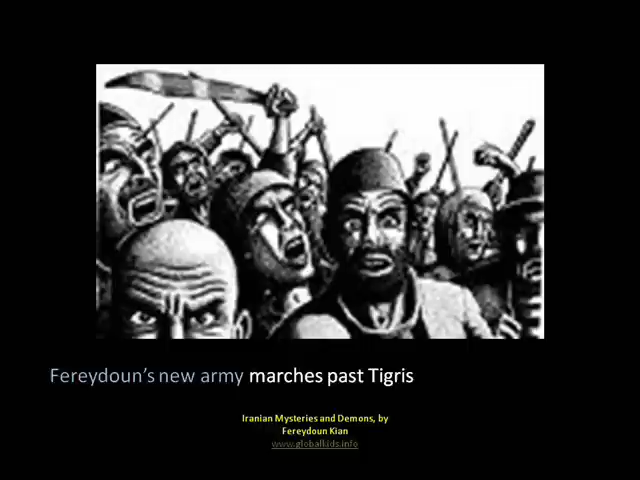 Fereydoun's new army marches past Tigris
Iranian Mysteries and Demons, by
Fereydoun Kian
www.globalkids.info